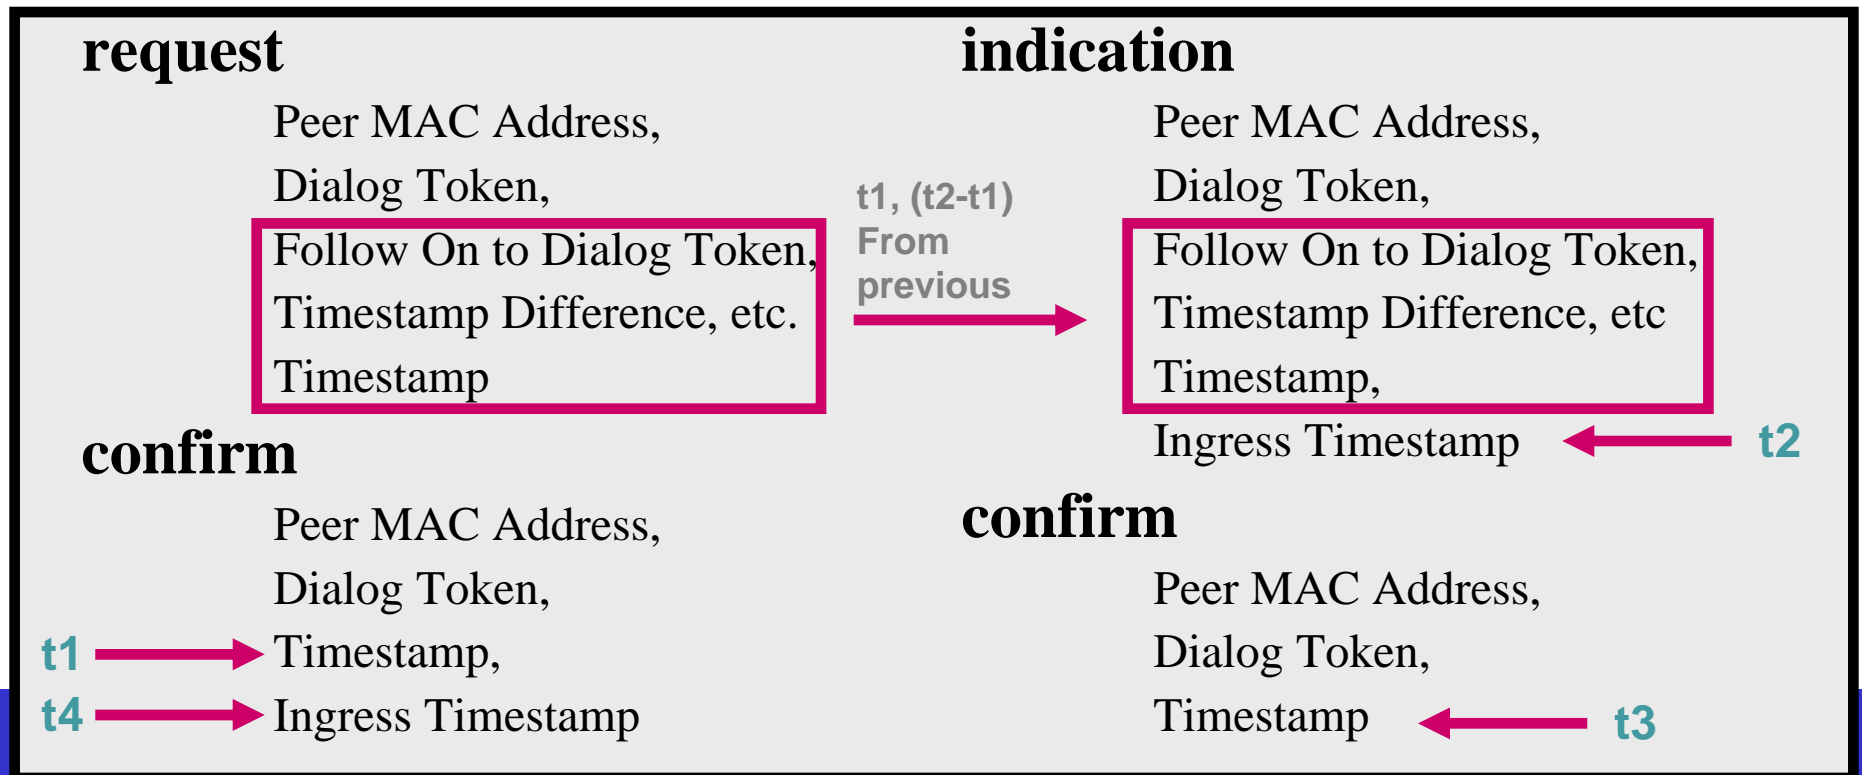 request
Peer MAC Address,
Dialog Token,
Follow On to Dialog Token,
Timestamp Difference, etc.
Timestamp
confirm
Peer MAC Address,
Dialog Token,
t1 Timestamp,
t4 Ingress Timestamp
t1, (t2-t1)
From
previous
indication
Peer MAC Address,
Dialog Token,
Follow On to Dialog Token,
Timestamp Difference, etc
Timestamp,
Ingress Timestamp t2
confirm
Peer MAC Address,
Dialog Token,
Timestamp t3